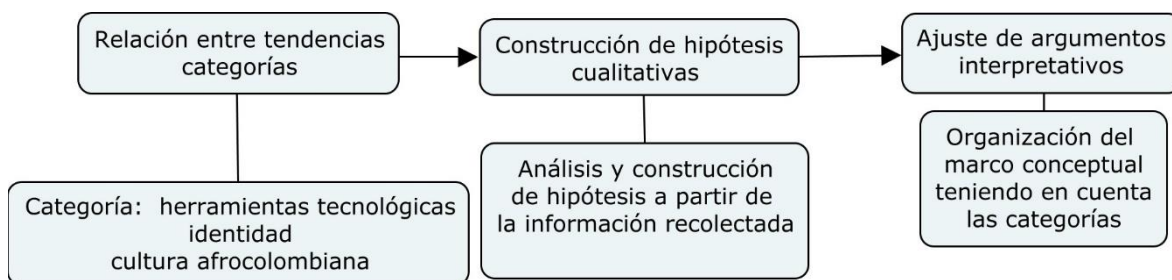 Relación entre tendencias
categorías
Construcción de hipótesis
cualitativas
Ajuste de argumentos
interpretativos
Categoría: herramientas tecnológicas
identidad
cultura afrocolombiana
Análisis y construcción
de hipótesis a partir de
la información recolectada
Organización del
marco conceptual
teniendo en cuenta
las categorías